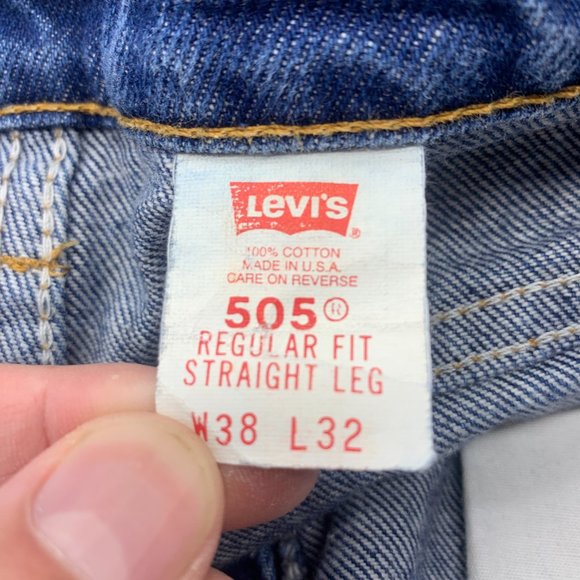 LEVI'S ®
100% COTTON
MADE IN U.S.A.
CARE ON REVERSE
505®
REGULAR FIT
STRAIGHT LEG
W38 L32